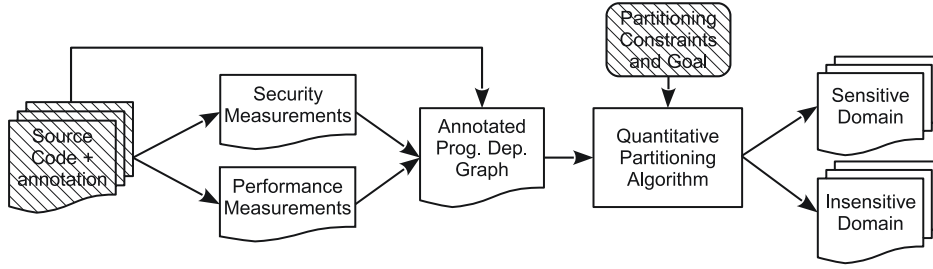 Partitioning
Constraints
and Goal
Source
Code +
annotation
Security
Measurements
Performance
Measurements
Annotated
Prog. Dep.
Graph
Quantitative
Partitioning
Algorithm
Sensitive
Domain
Insensitive
Domain